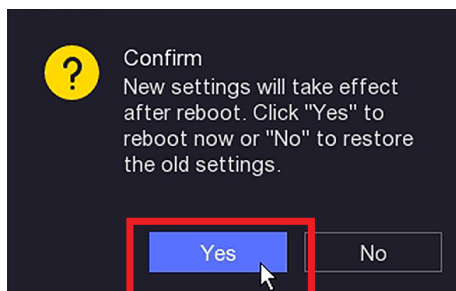 ?
Confirm
New settings will take effect
after reboot. Click "Yes" to
reboot now or "No" to restore
the old settings.
Yes
No